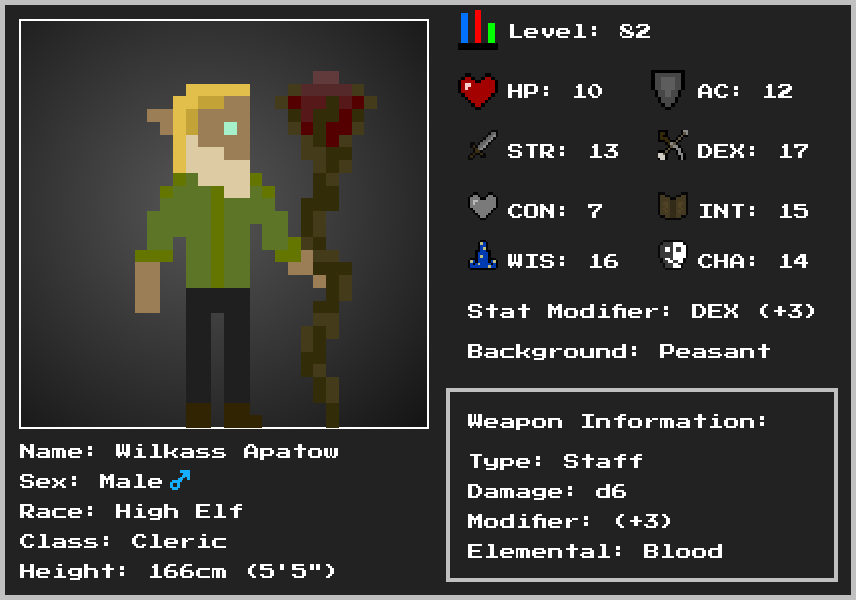 Level: 82
HP: 10
AC: 12
STR: 13
DEX: 17
CON: 7
INT: 15
WIS: 16
CHA: 14
Stat Modifier: DEX (+3)
Background: Peasant
Weapon Information:
Type: Staff
Damage: d6
Modifier: (+3)
Elemental: Blood
Name: Wilkass Apatow
Sex: Male♂
Race: High Elf
Class: Cleric
Height: 166cm (5'5")